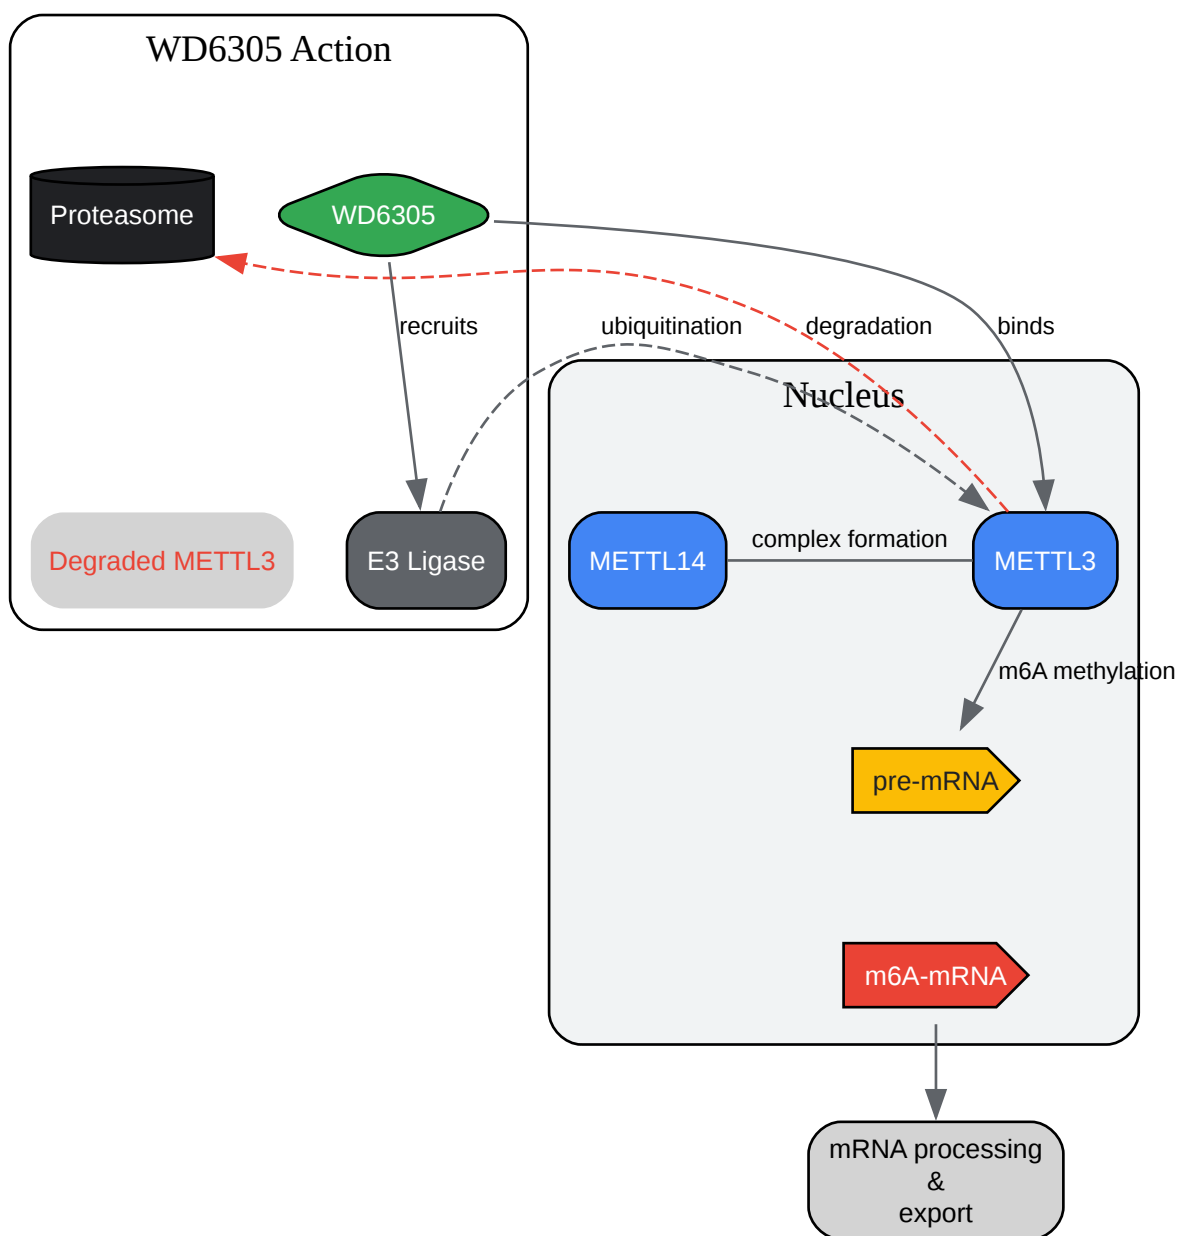 WD6305 Action
Proteasome
WD6305
recruits
ubiquitination
degradation
binds
Nucleus
Degraded METTL3
E3 Ligase
METTL14
complex formation
METTL3
m6A methylation
pre-mRNA
m6A-mRNA
mRNA processing
&
export